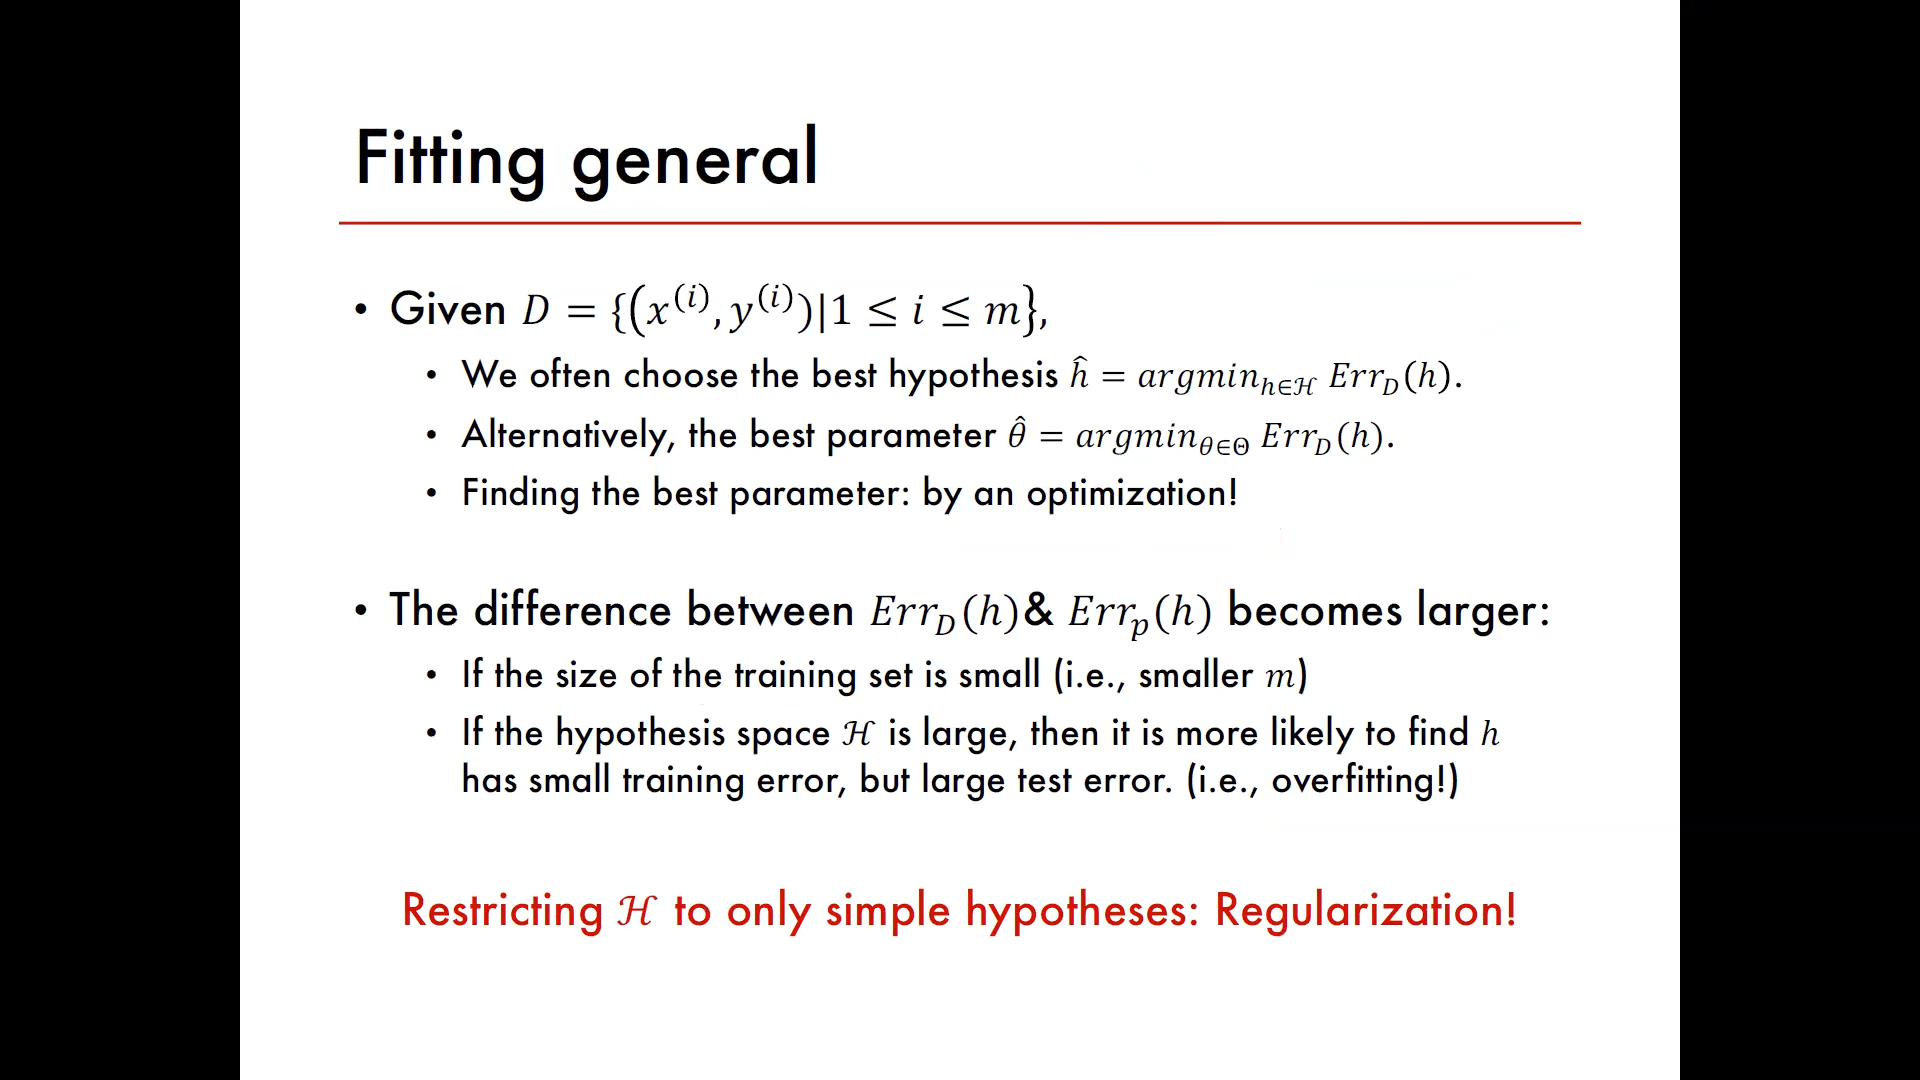 Fitting general
• Given D = {(x^(i), y^(i))|1 ≤ i ≤ m},
• We often choose the best hypothesis ĥ = argmin_{h∈ℋ} Err_D(h).
• Alternatively, the best parameter θ̂ = argmin_{θ∈Θ} Err_D(h).
• Finding the best parameter: by an optimization!
• The difference between Err_D(h)& Err_p(h) becomes larger:
• If the size of the training set is small (i.e., smaller m)
• If the hypothesis space ℋ is large, then it is more likely to find h
has small training error, but large test error. (i.e., overfitting!)
Restricting ℋ to only simple hypotheses: Regularization!